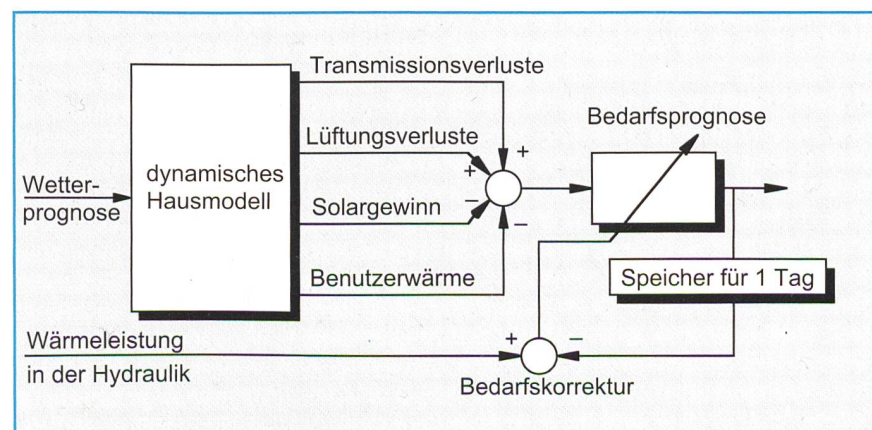 Transmissionsverluste
Bedarfsprognose
Lüftungsverluste
Wetter-
prognose
dynamisches
Hausmodell
Solargewinn
Benutzerwärme
Speicher für 1 Tag
Wärmeleistung
in der Hydraulik
Bedarfskorrektur
+
+
−
−
+
−